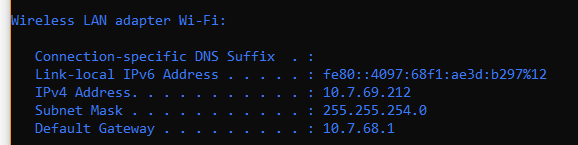 Wireless LAN adapter Wi-Fi:
Connection-specific DNS Suffix  . :
Link-local IPv6 Address . . . . . : fe80::4097:68f1:ae3d:b297%12
IPv4 Address. . . . . . . . . . . : 10.7.69.212
Subnet Mask . . . . . . . . . . . : 255.255.254.0
Default Gateway . . . . . . . . . : 10.7.68.1